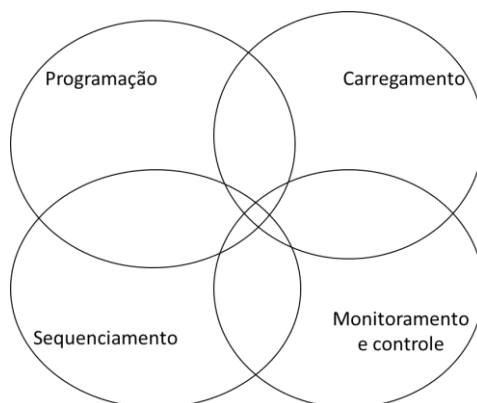 Programação
Carregamento
Sequenciamento
Monitoramento
e controle